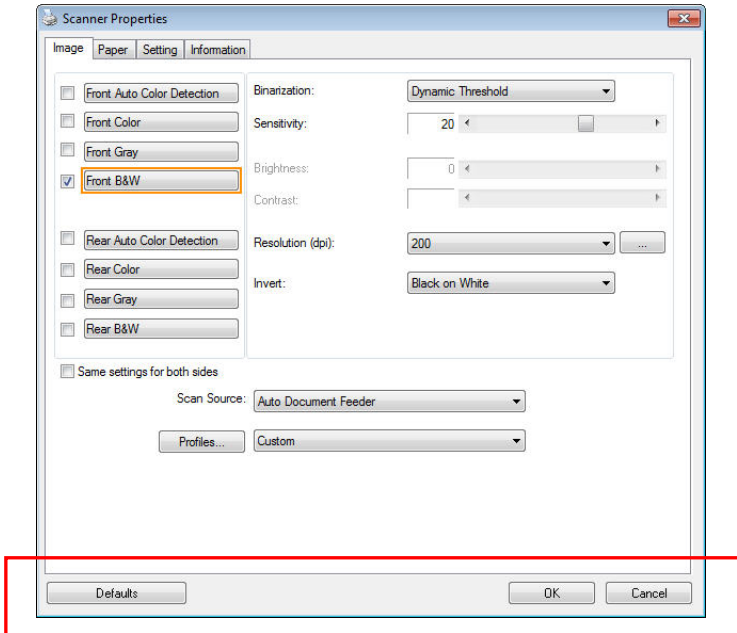 Scanner Properties
Image Paper Setting Information
Front Auto Color Detection
Front Color
Front Gray
Front B&W
Rear Auto Color Detection
Rear Color
Rear Gray
Rear B&W
Binarization: Dynamic Threshold
Sensitivity: 20
Brightness: 0
Contrast:
Resolution (dpi): 200 ...
Invert: Black on White
Same settings for both sides
Scan Source: Auto Document Feeder
Profiles... Custom
Defaults OK Cancel